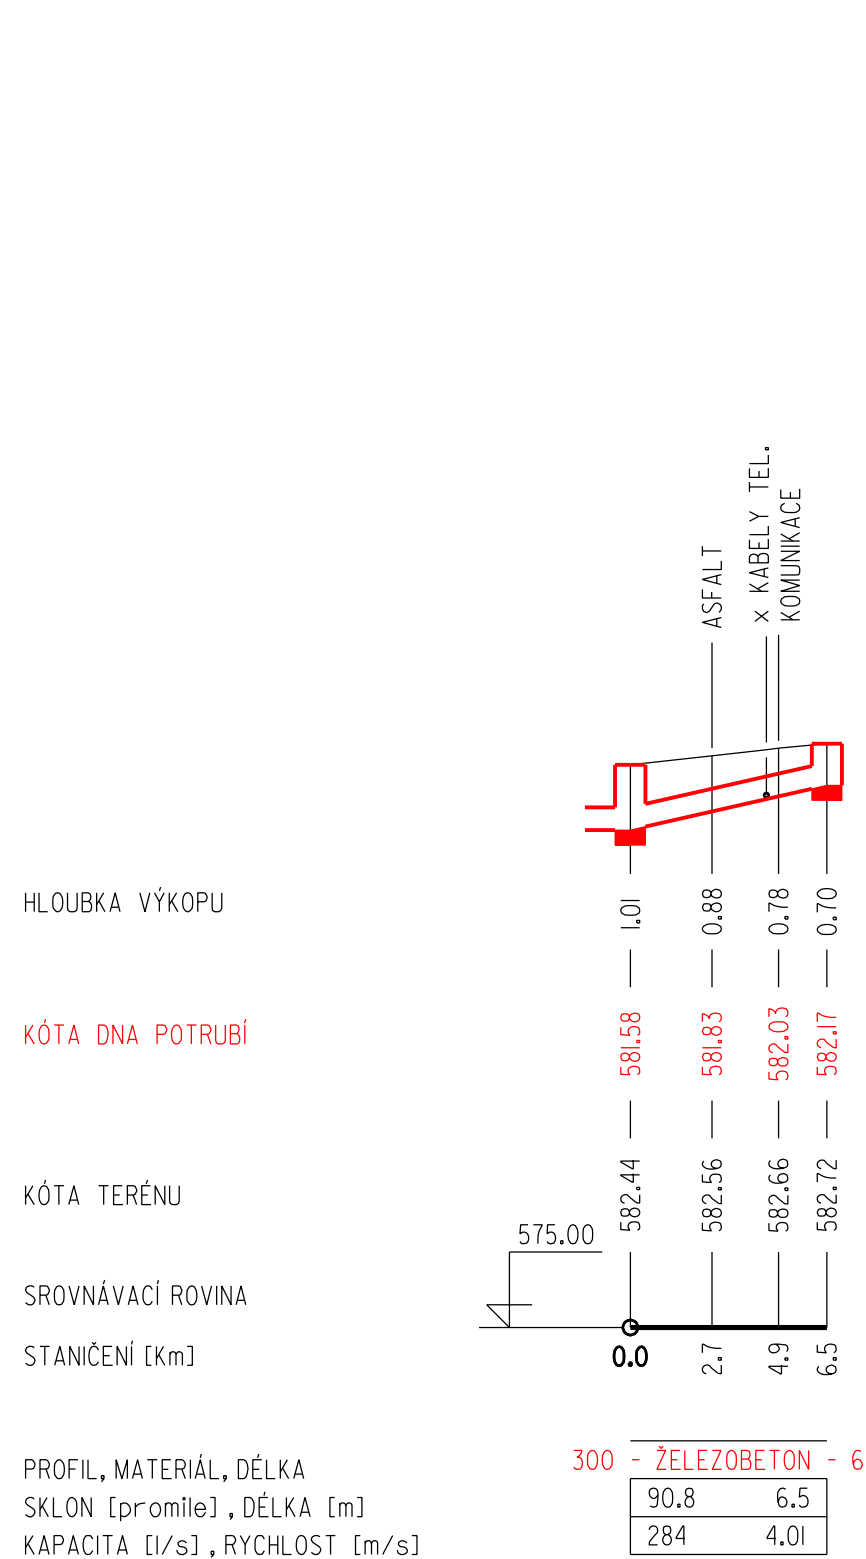 ASFALT
x KABELY TEL.
KOMUNIKACE
HLOUBKA VÝKOPU 1.01 0.88 0.78 0.70
KÓTA DNA POTRUBÍ 581.58 581.83 582.03 582.17
KÓTA TERÉNU 582.44 582.56 582.66 582.72
575.00
SROVNÁVACÍ ROVINA
STANIČENÍ [Km] 0.0 2.7 4.9 6.5
PROFIL, MATERIÁL, DÉLKA 300 - ŽELEZOBETON - 6
SKLON [promile] , DÉLKA [m] 90.8 6.5
KAPACITA [l/s] , RYCHLOST [m/s] 284 4.01